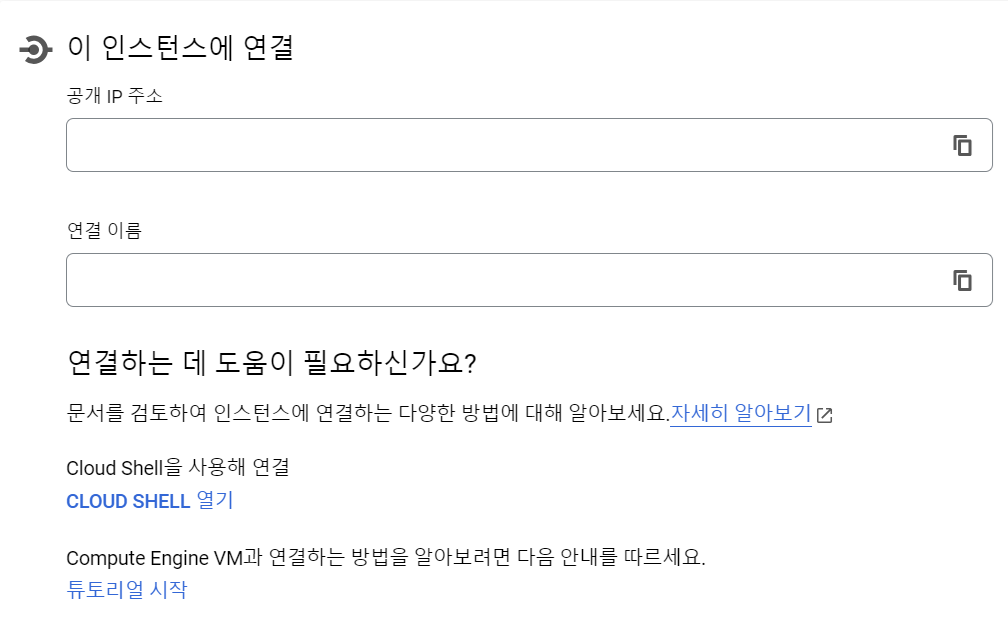 이 인스턴스에 연결
공개 IP 주소
연결 이름
연결하는 데 도움이 필요하신가요?
문서를 검토하여 인스턴스에 연결하는 다양한 방법에 대해 알아보세요.자세히 알아보기
Cloud Shell을 사용해 연결
CLOUD SHELL 열기
Compute Engine VM과 연결하는 방법을 알아보려면 다음 안내를 따르세요.
튜토리얼 시작